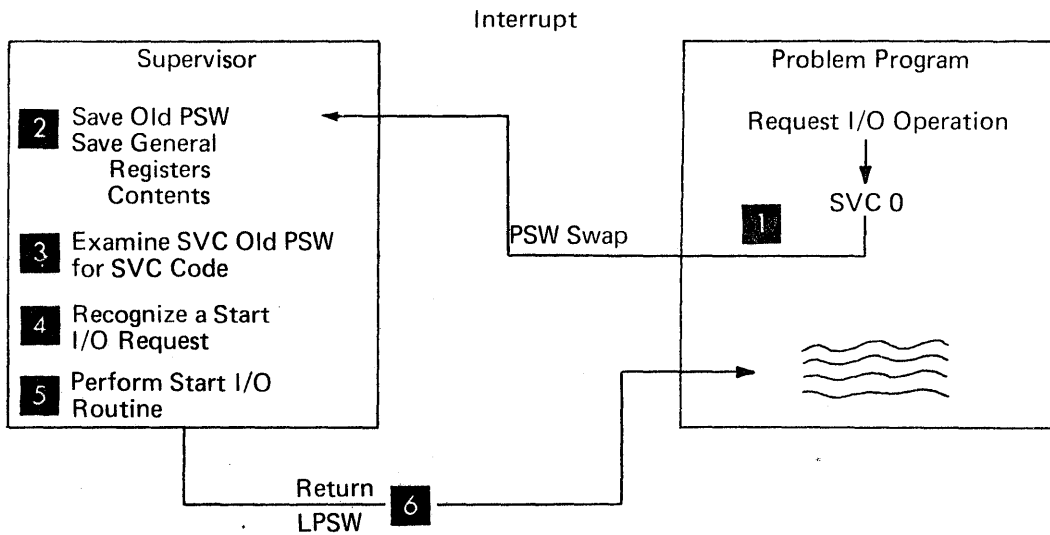 Interrupt
Supervisor
2 Save Old PSW
Save General
Registers
Contents
3 Examine SVC Old PSW
for SVC Code
4 Recognize a Start
I/O Request
5 Perform Start I/O
Routine
Problem Program
Request I/O Operation
SVC 0
1
PSW Swap
Return
6
LPSW